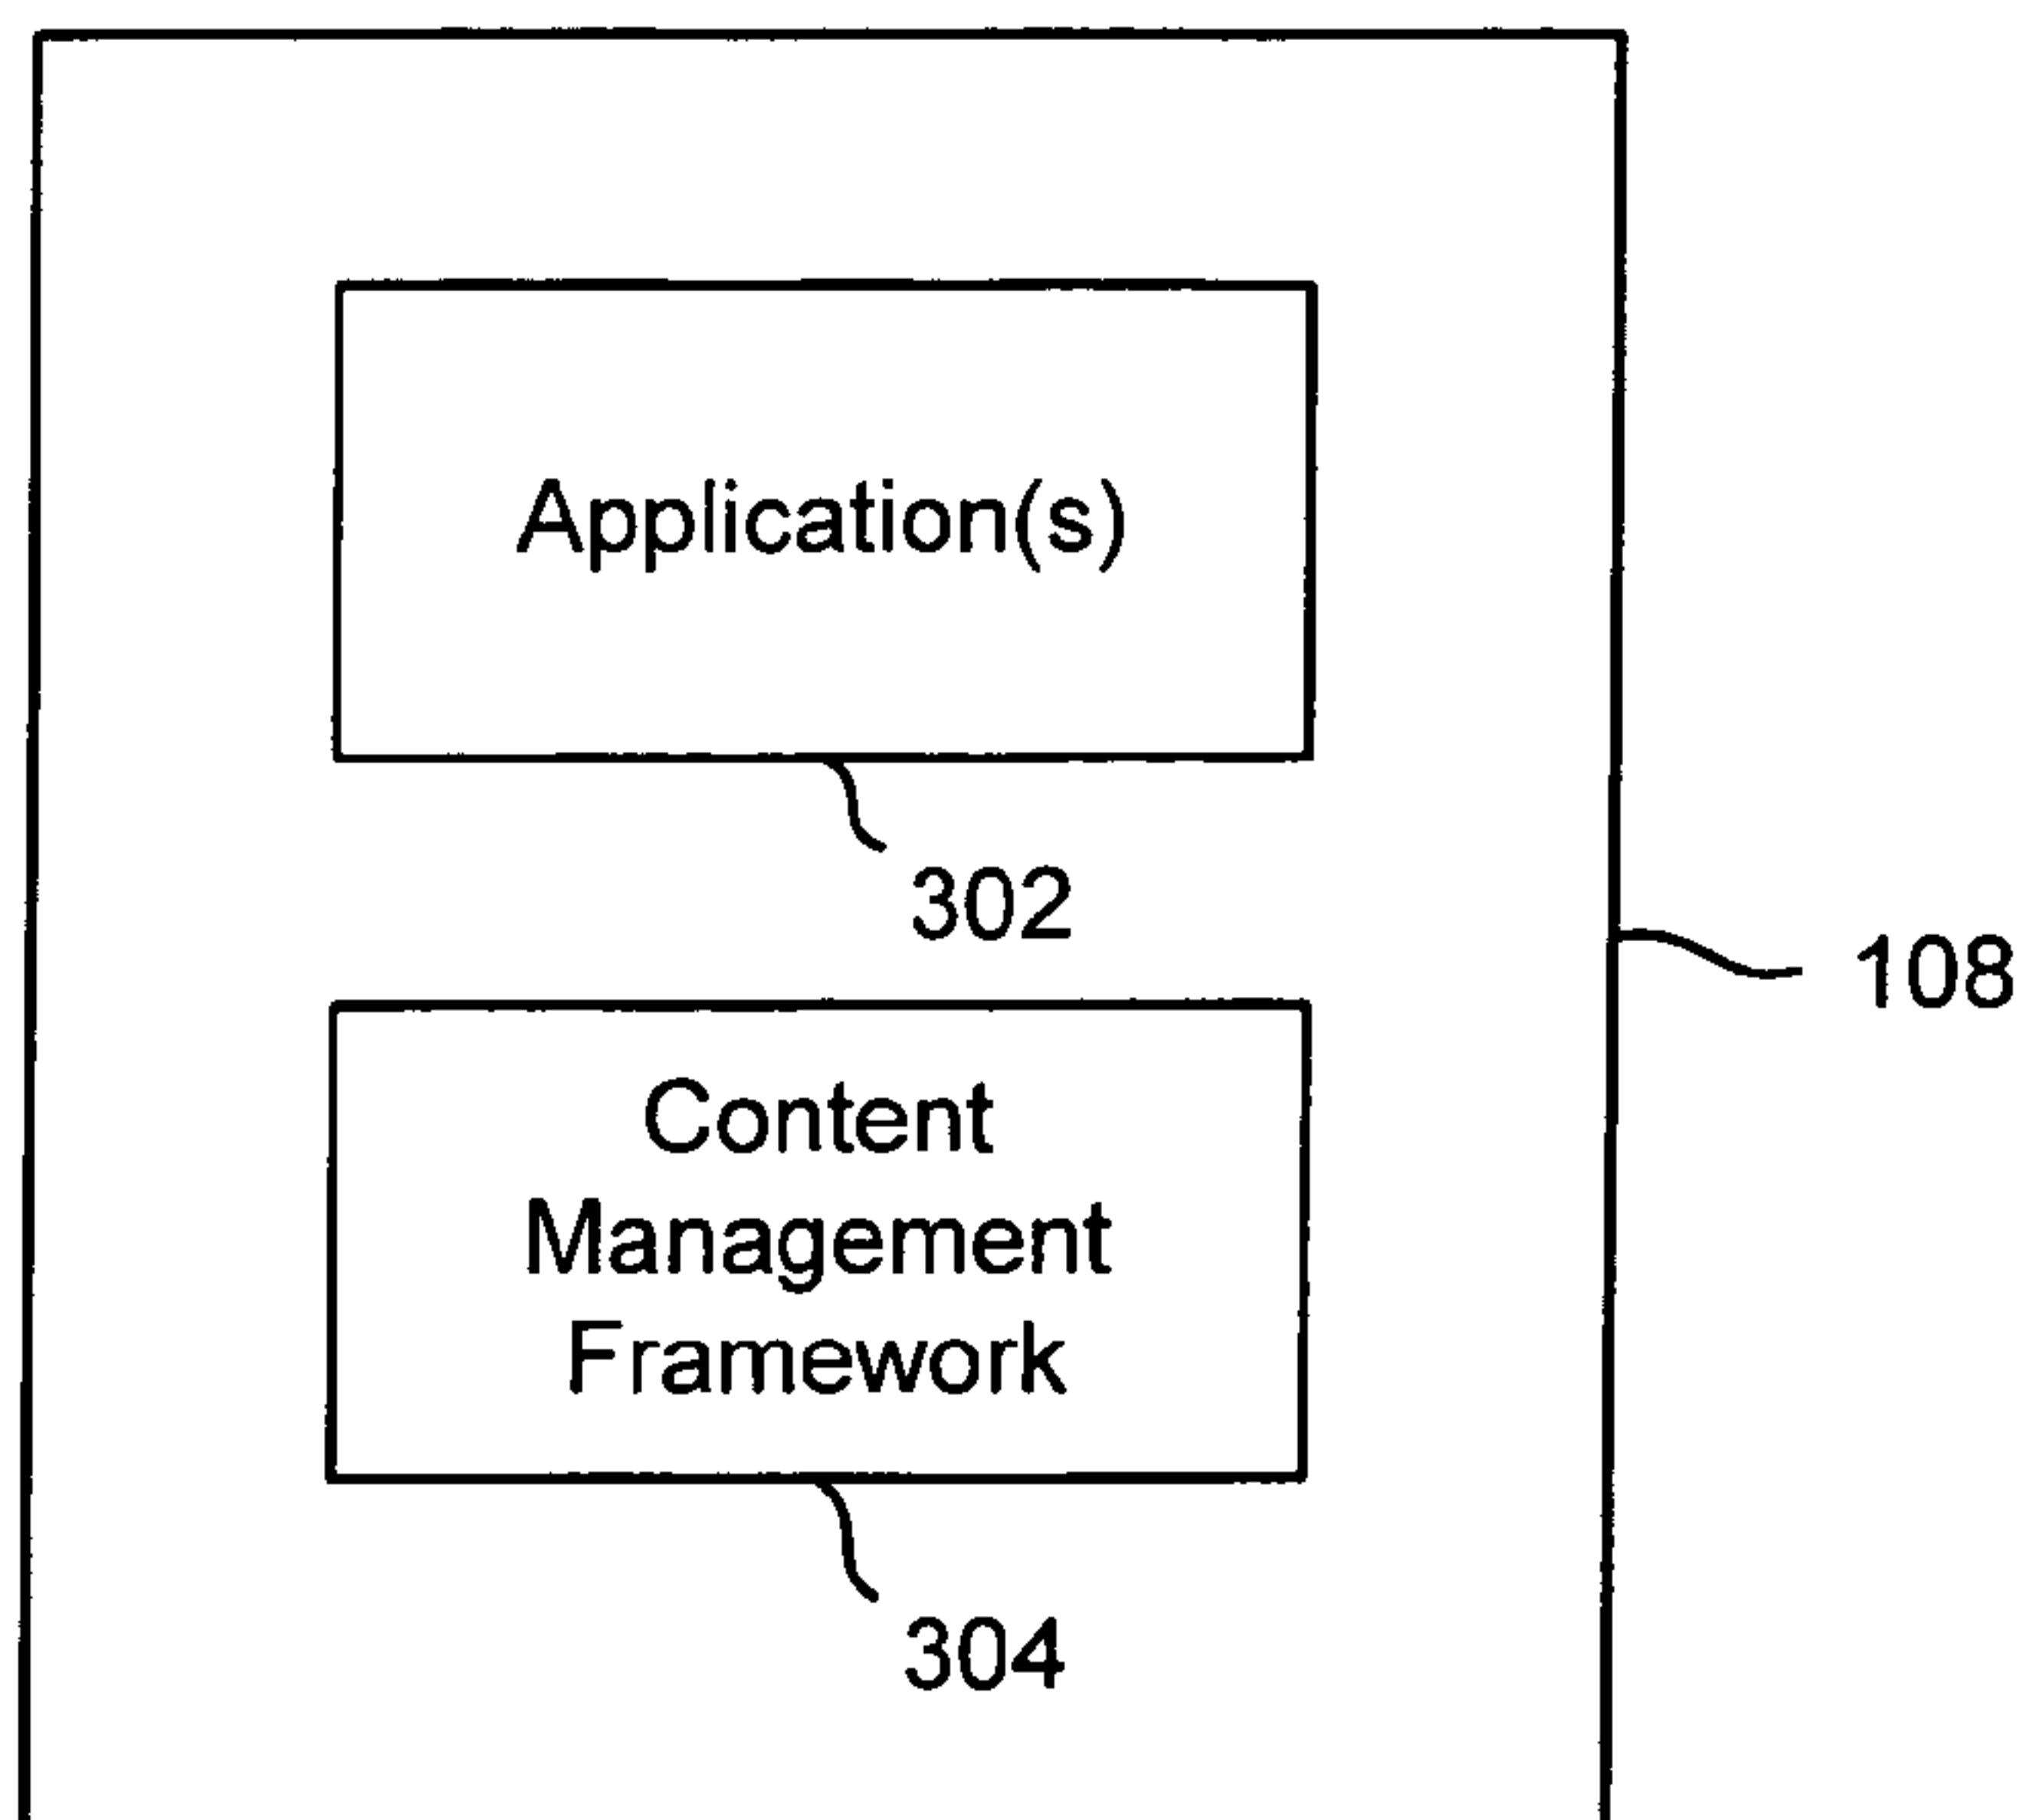 Application(s)
302
108
Content
Management
Framework
304